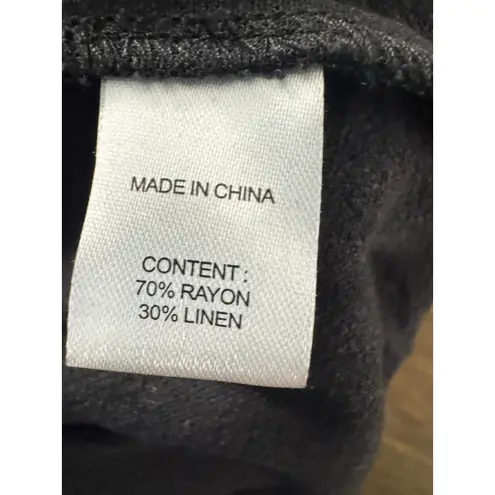 MADE IN CHINA
CONTENT :
70% RAYON
30% LINEN